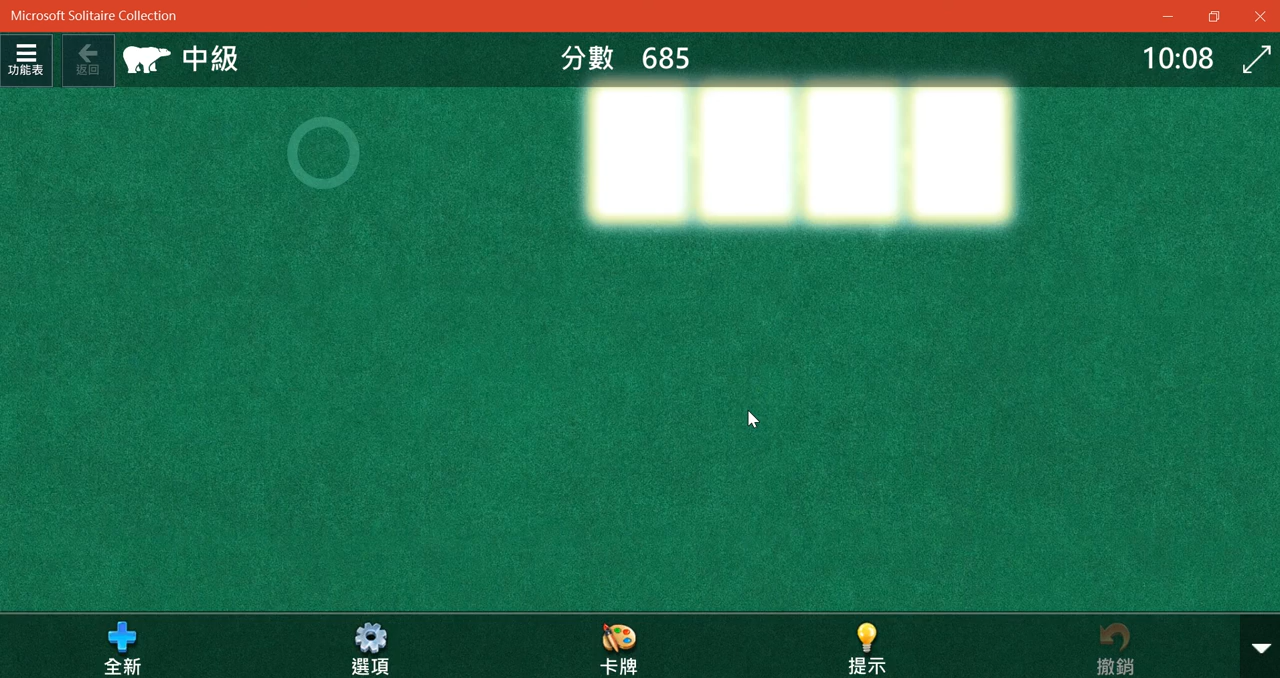 Microsoft Solitaire Collection
功能表
返回
中級
分數 685
10:08
全新
選項
卡牌
提示
撤銷